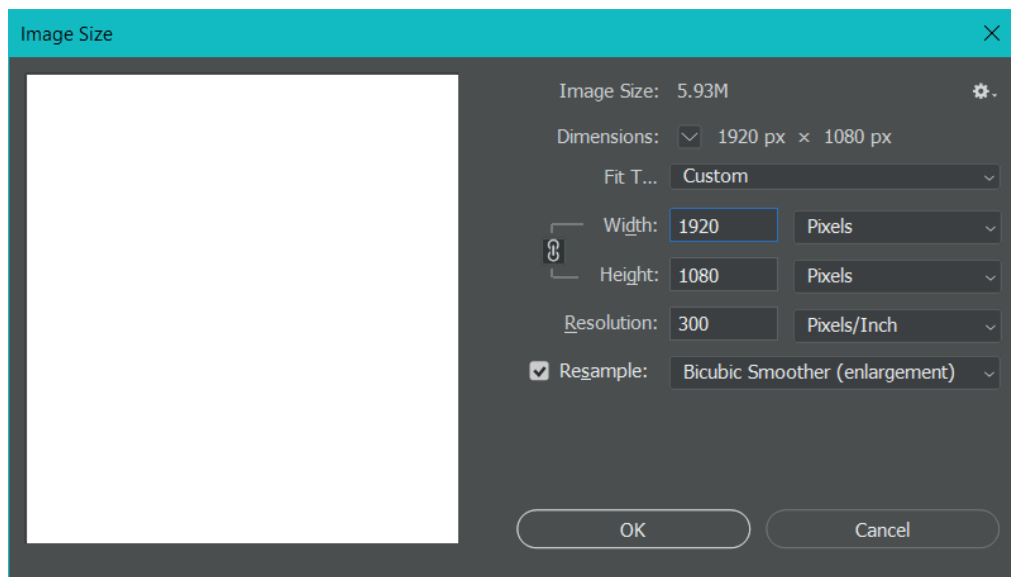 Image Size
Image Size: 5.93M
Dimensions: 1920 px × 1080 px
Fit T... Custom
Width: 1920 Pixels
Height: 1080 Pixels
Resolution: 300 Pixels/Inch
Resample: Bicubic Smoother (enlargement)
OK Cancel